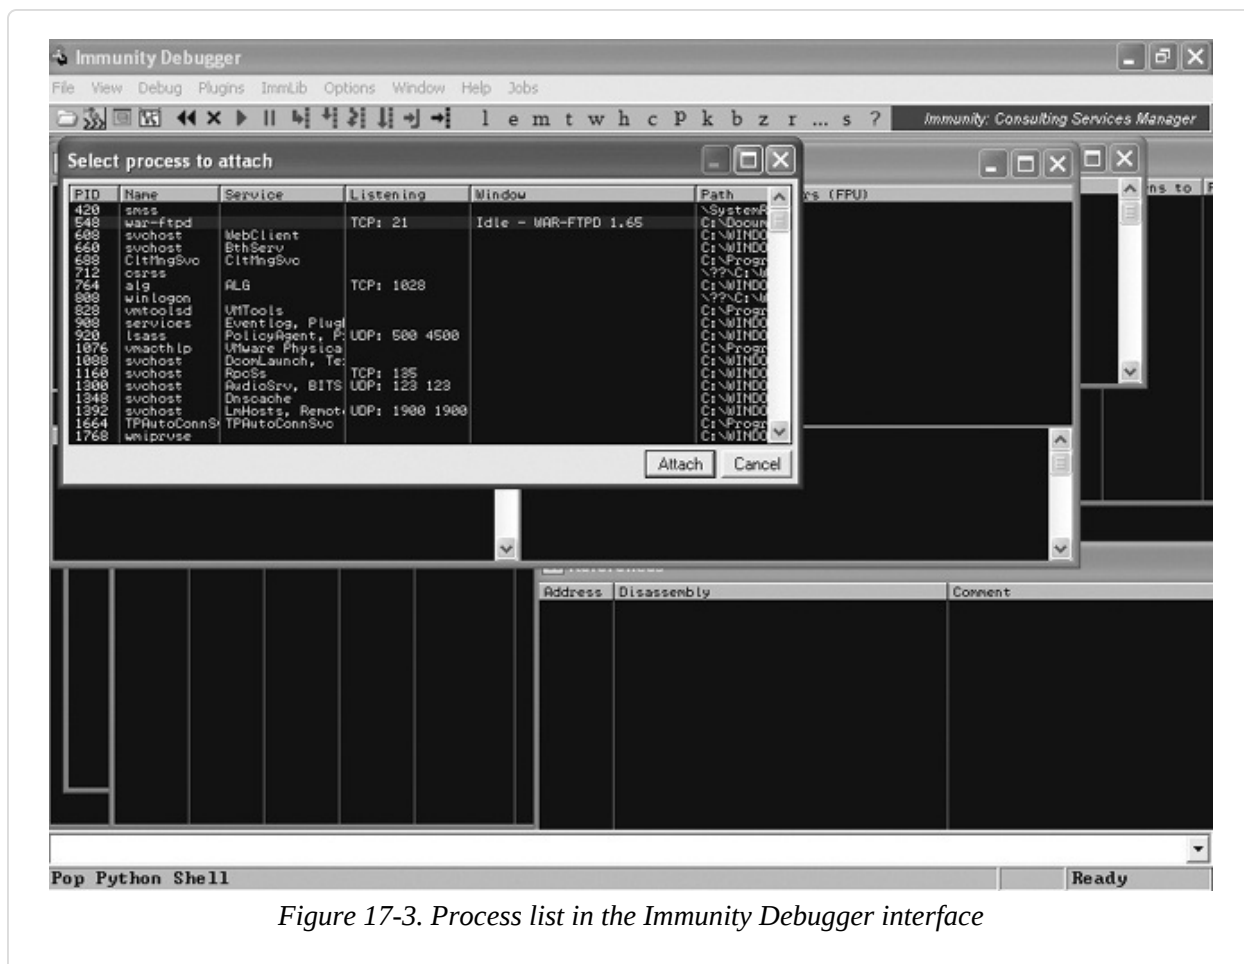 Immunity Debugger
File View Debug Plugins ImmLib Options Window Help Jobs
l e m t w h c P k b z r ... s ? Immunity: Consulting Services Manager
Select process to attach
PID Name Service Listening Window Path rs (FPU) ns to
420 smss \SystemR
548 war-ftpd TCP: 21 Idle - WAR-FTPD 1.65 C:\Docum
608 svchost WebClient C:\WINDO
660 svchost BthServ C:\WINDO
688 CltMngSvc CltMngSvc C:\Progr
712 csrss \??\C:\W
764 alg ALG TCP: 1028 C:\WINDO
808 winlogon \??\C:\W
828 vmtoolsd VMTools C:\Progr
908 services Eventlog, Plug C:\WINDO
920 lsass PolicyAgent, P UDP: 500 4500 C:\WINDO
1076 vmacthlp VMware Physica C:\Progr
1088 svchost DcomLaunch, Te C:\WINDO
1160 svchost RpcSs TCP: 135 C:\WINDO
1300 svchost AudioSrv, BITS UDP: 123 123 C:\WINDO
1348 svchost Dnscache C:\WINDO
1392 svchost LmHosts, Remot UDP: 1900 1900 C:\WINDO
1664 TPAutoConnS TPAutoConnSvc C:\Progr
1768 wmiprvse C:\WINDO
Attach Cancel
Address Disassembly Comment
Pop Python Shell Ready
Figure 17-3. Process list in the Immunity Debugger interface